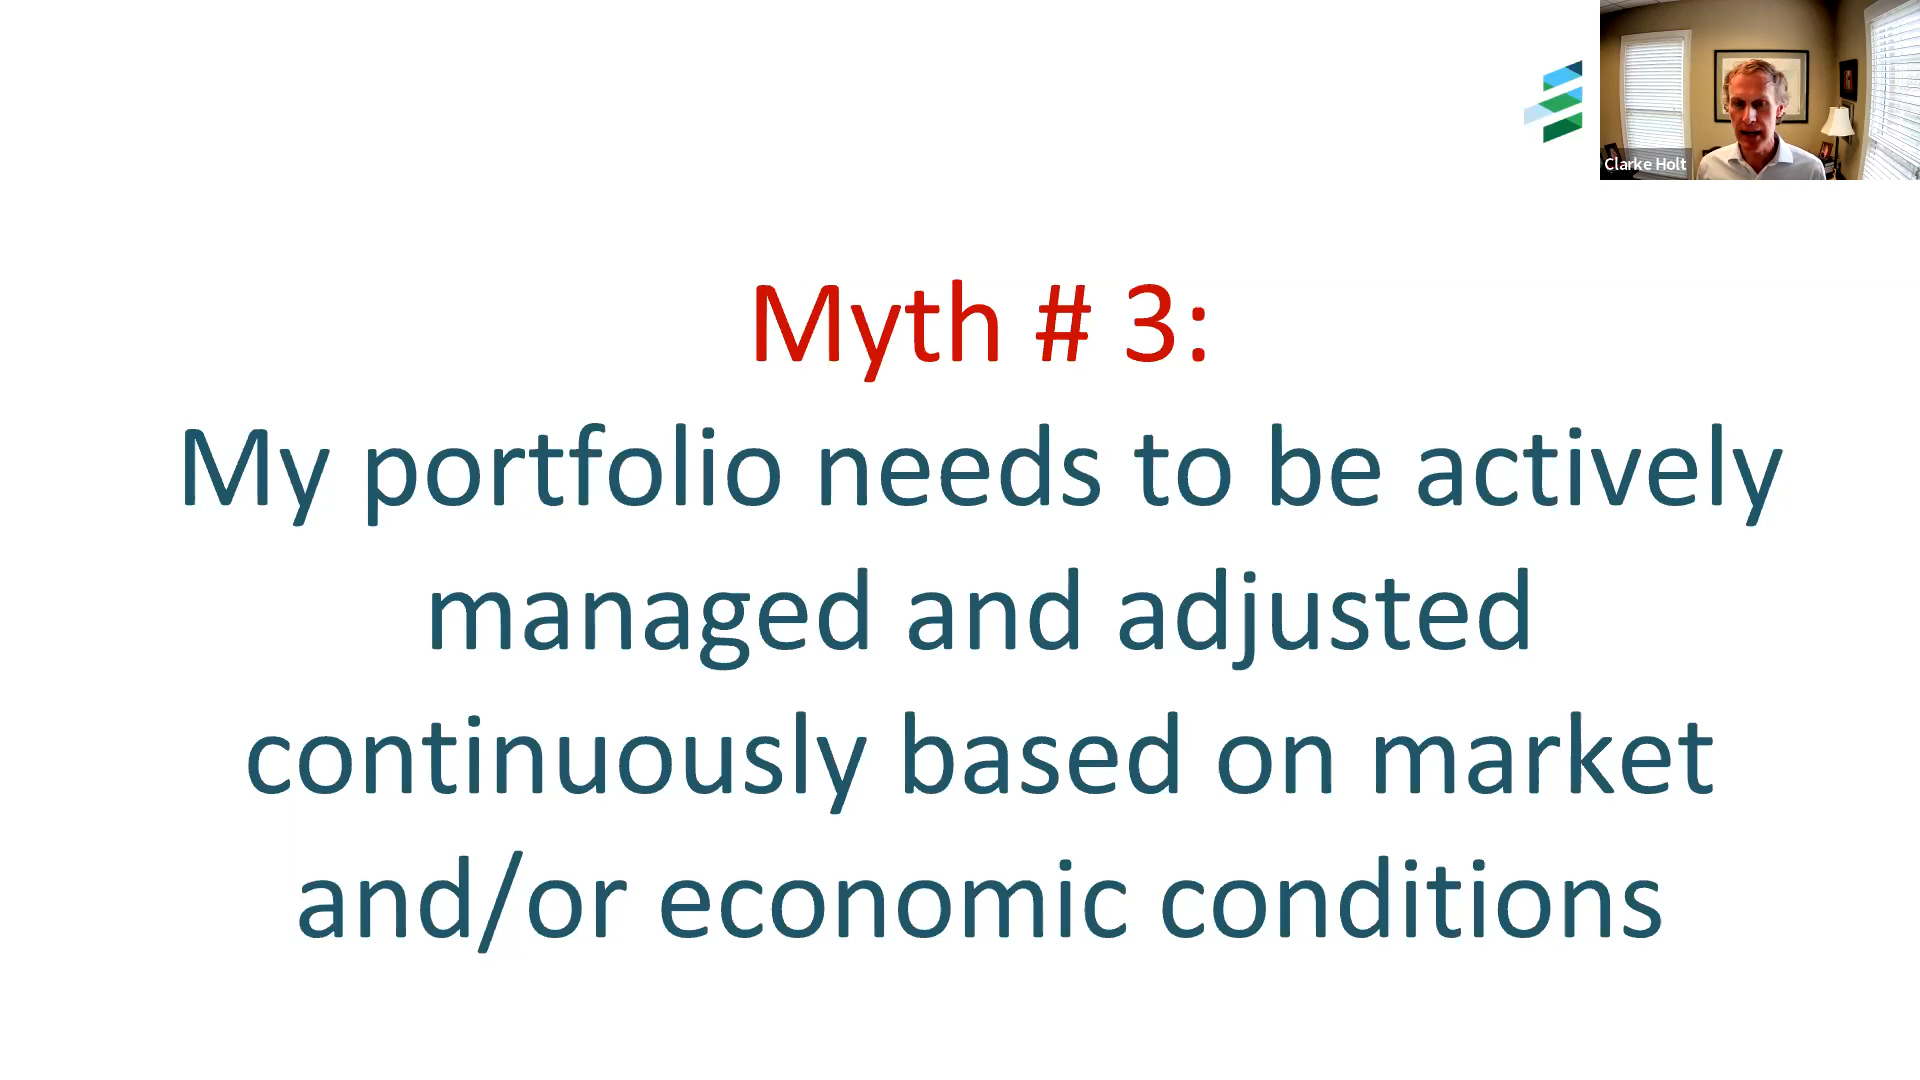 Clarke Holt
Myth # 3:
My portfolio needs to be actively
managed and adjusted
continuously based on market
and/or economic conditions